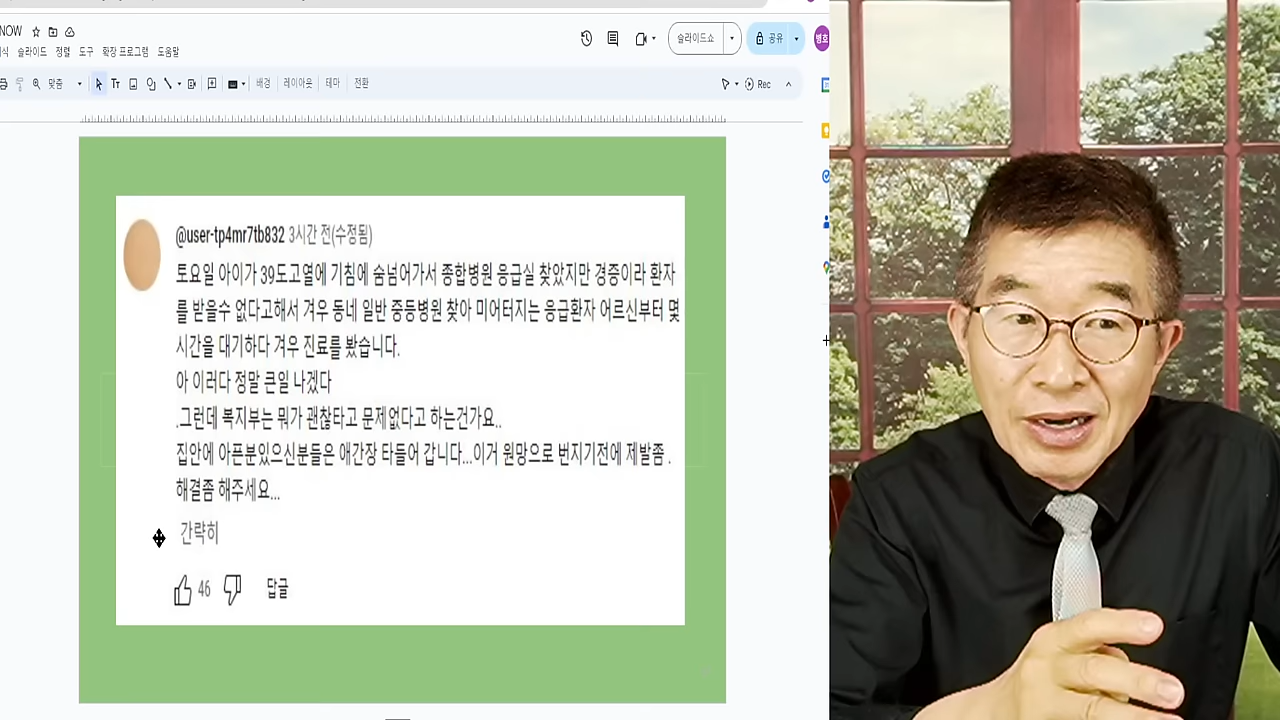 NOW
슬라이드쇼
공유
병호
식 슬라이드 정렬 도구 확장 프로그램 도움말
맞춤 Tт 배경 레이아웃 테마 전환 Rec
@user-tp4mr7tb832 3시간 전(수정됨)
토요일 아이가 39도고열에 기침에 숨넘어가서 종합병원 응급실 찾았지만 경증이라 환자
를 받을수 없다고해서 겨우 동네 일반 중등병원 찾아 미어터지는 응급환자 어르신부터 몇
시간을 대기하다 겨우 진료를 봤습니다.
아 이러다 정말 큰일 나겠다
.그런데 복지부는 뭐가 괜찮타고 문제없다고 하는건가요..
집안에 아픈분있으신분들은 애간장 타들어 갑니다...이거 원망으로 번지기전에 제발좀 .
해결좀 해주세요...
간략히
46 답글